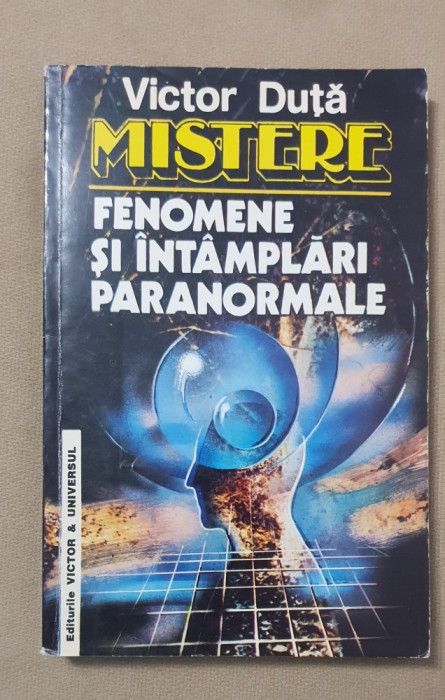 Victor Duță
MISTERE
FENOMENE
ȘI ÎNTÂMPLĂRI
PARANORMALE
Editurile VICTOR & UNIVERSUL